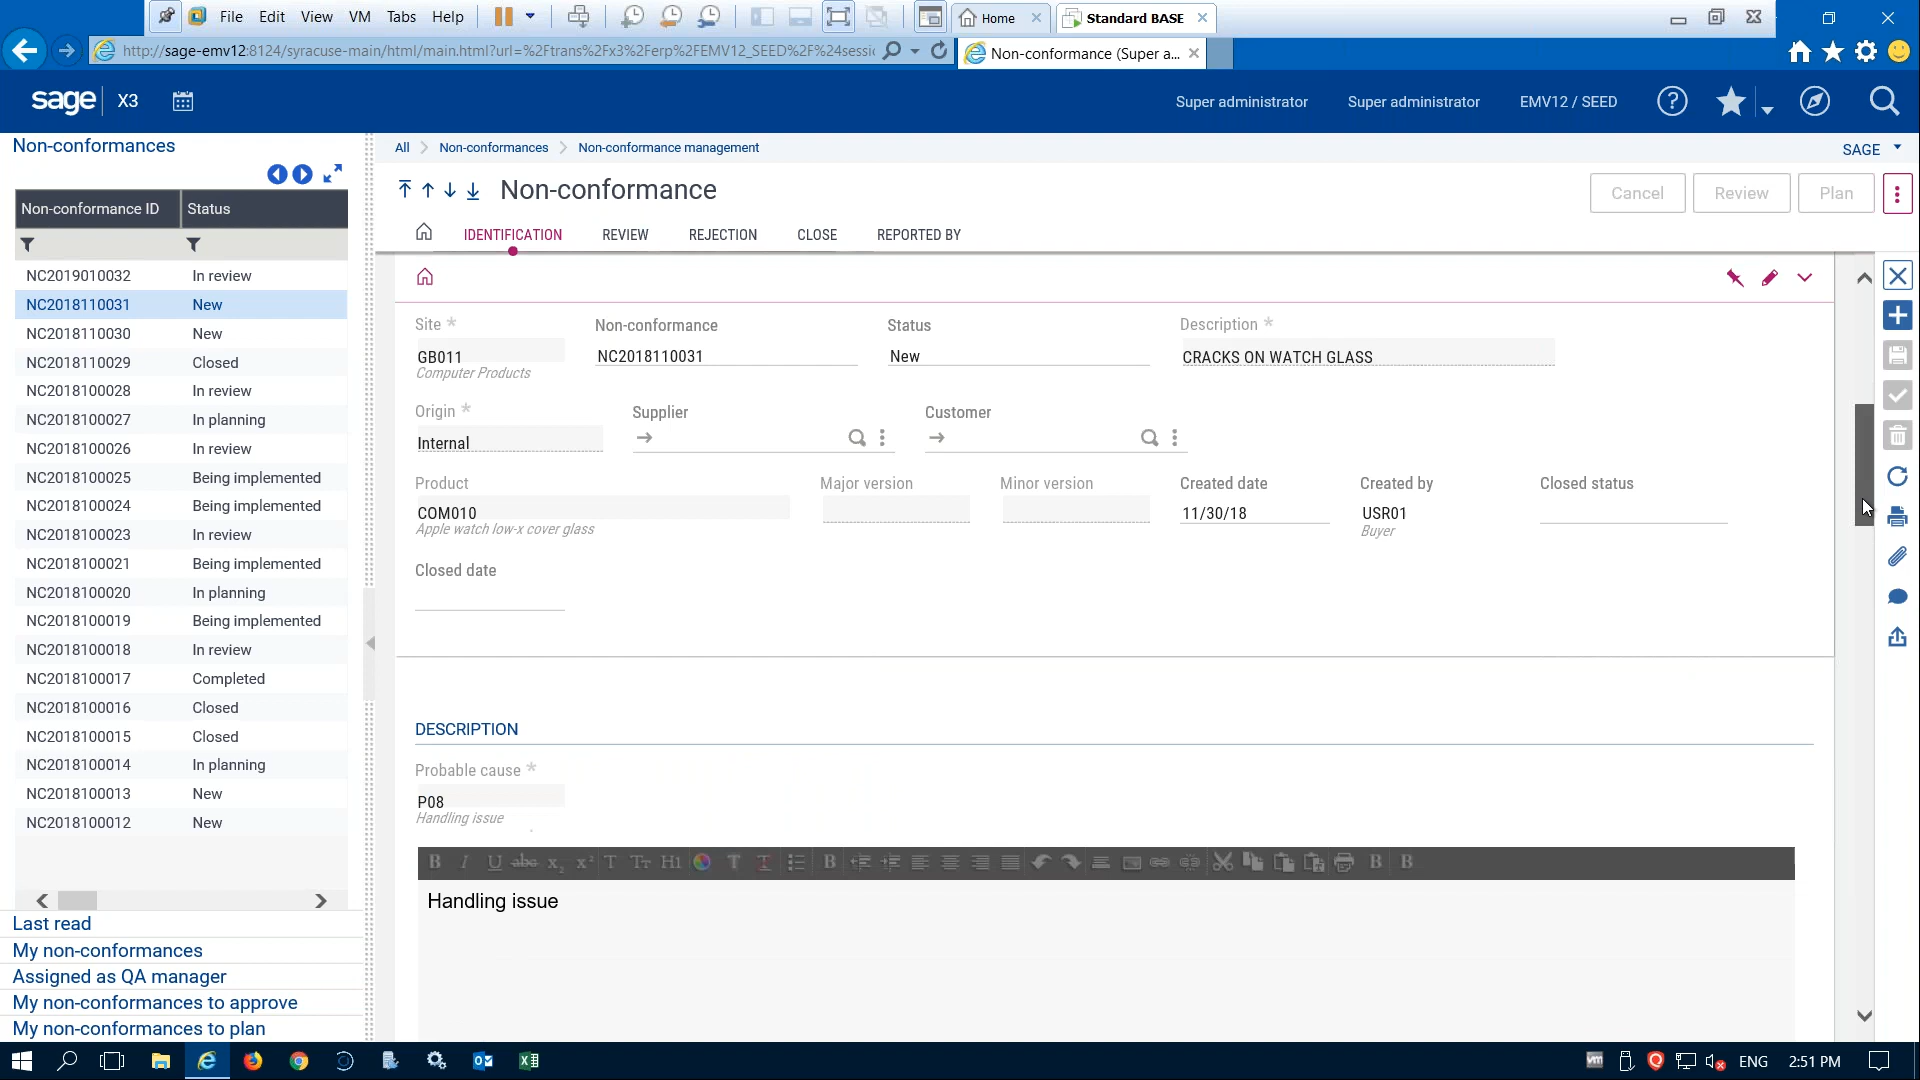 File Edit View VM Tabs Help Home Standard BASE
http://sage-emv12:8124/syracuse-main/html/main.html?url=%2Ftrans%2Fx3%2Ferp%2FEMV12_SEED%2F%24sessi Non-conformance (Super a...
sage X3 Super administrator Super administrator EMV12 / SEED
Non-conformances
All Non-conformances Non-conformance management SAGE
Non-conformance Cancel Review Plan
IDENTIFICATION REVIEW REJECTION CLOSE REPORTED BY
Non-conformance ID Status
NC2019010032 In review
NC2018110031 New
NC2018110030 New
NC2018110029 Closed
NC2018100028 In review
NC2018100027 In planning
NC2018100026 In review
NC2018100025 Being implemented
NC2018100024 Being implemented
NC2018100023 In review
NC2018100021 Being implemented
NC2018100020 In planning
NC2018100019 Being implemented
NC2018100018 In review
NC2018100017 Completed
NC2018100016 Closed
NC2018100015 Closed
NC2018100014 In planning
NC2018100013 New
NC2018100012 New
Last read
My non-conformances
Assigned as QA manager
My non-conformances to approve
My non-conformances to plan
Site * Non-conformance Status Description *
GB011 NC2018110031 New CRACKS ON WATCH GLASS
Computer Products
Origin * Supplier Customer
Internal
Product Major version Minor version Created date Created by Closed status
COM010 11/30/18 USR01
Apple watch low-x cover glass Buyer
Closed date
DESCRIPTION
Probable cause *
P08
Handling issue
B I U abc x₂ x² T Tт H1 T T B B B
Handling issue
ENG 2:51 PM